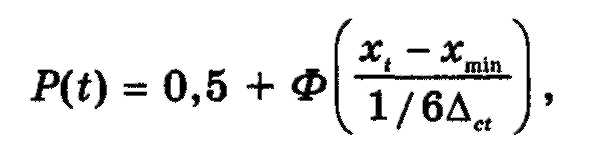 P(t) = 0,5 + Φ( (x_t − x_min) / (1/6Δ_ct) ),